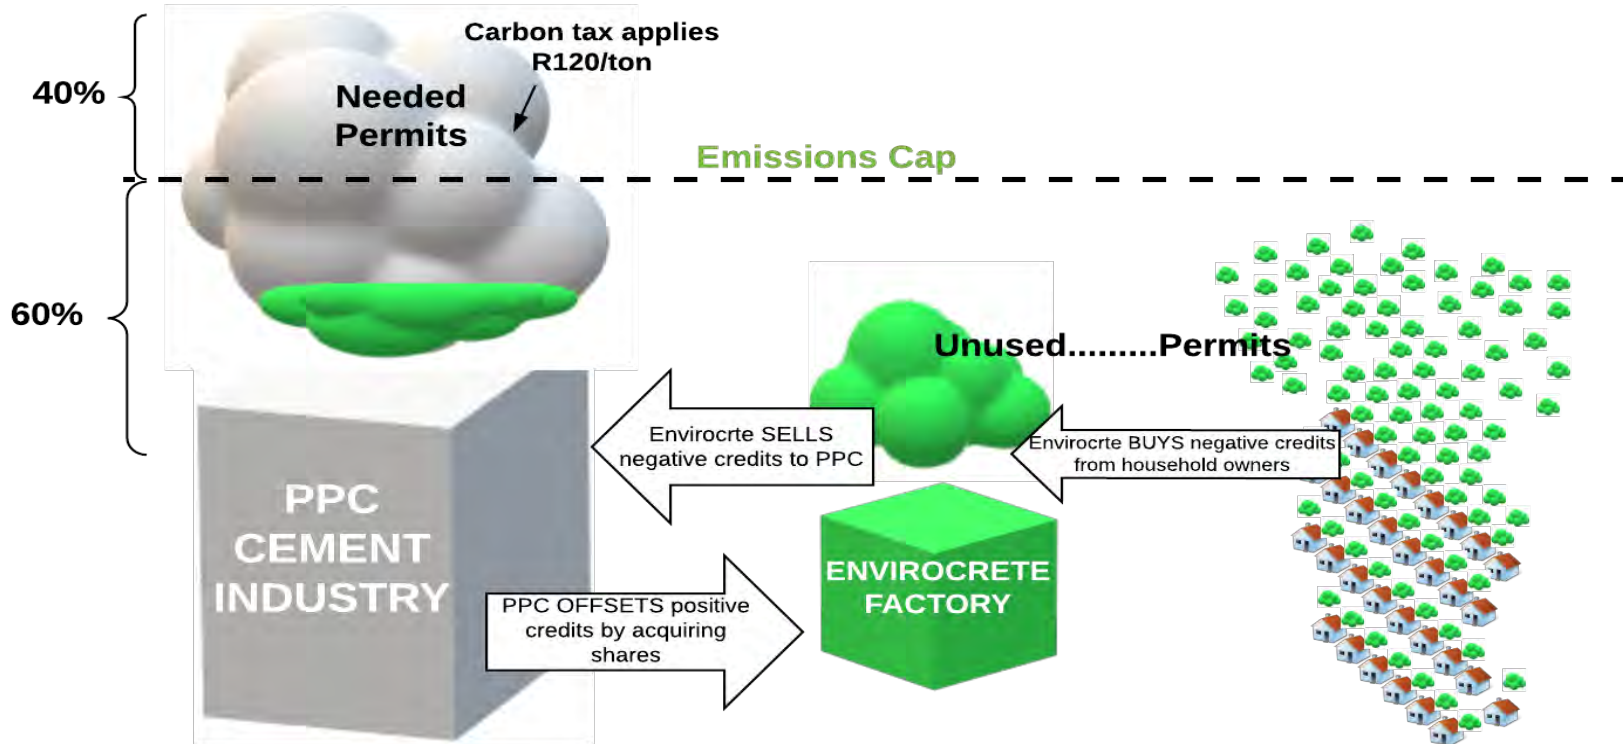 Carbon tax applies
R120/ton
40%
Needed
Permits
Emissions Cap
60%
Unused.........Permits
Envirocrte SELLS
negative credits to PPC
Envirocrte BUYS negative credits
from household owners
PPC
CEMENT
INDUSTRY
ENVIROCRETE
FACTORY
PPC OFFSETS positive
credits by acquiring
shares